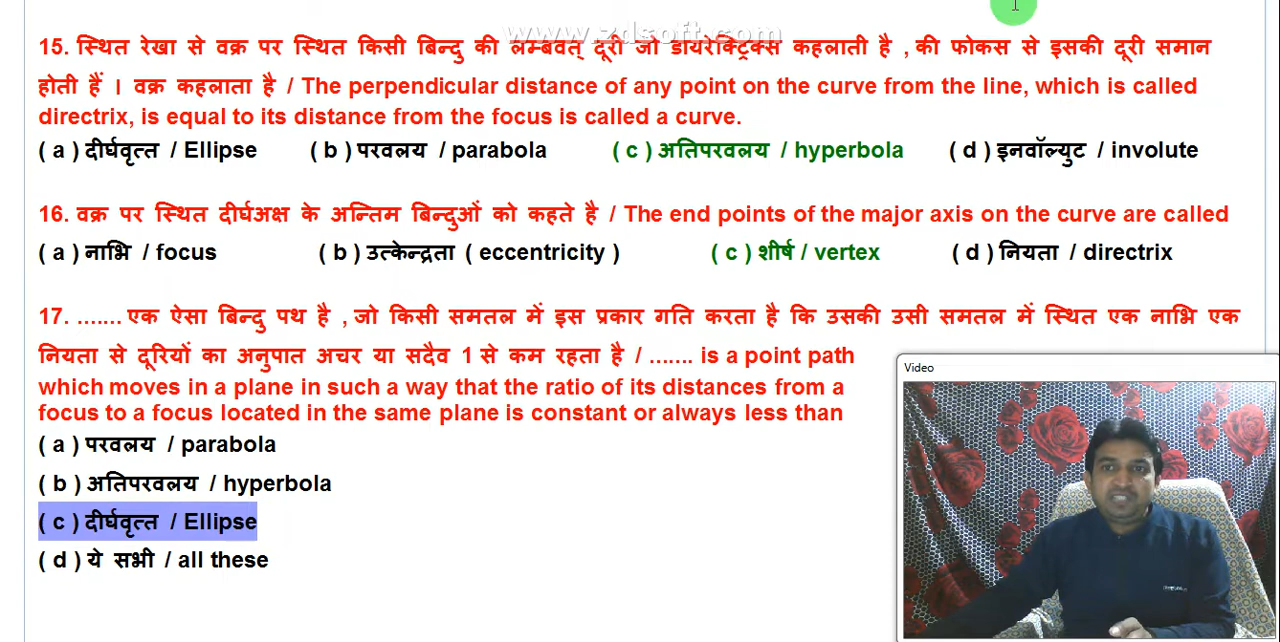 www.zdsoft.com
15. स्थित रेखा से वक्र पर स्थित किसी बिन्दु की लम्बवत् दूरी जो डायरेक्ट्रिक्स कहलाती है , की फोकस से इसकी दूरी समान
होती हैं । वक्र कहलाता है / The perpendicular distance of any point on the curve from the line, which is called
directrix, is equal to its distance from the focus is called a curve.
( a ) दीर्घवृत्त / Ellipse ( b ) परवलय / parabola ( c ) अतिपरवलय / hyperbola ( d ) इनवॉल्युट / involute
16. वक्र पर स्थित दीर्घअक्ष के अन्तिम बिन्दुओं को कहते है / The end points of the major axis on the curve are called
( a ) नाभि / focus ( b ) उत्केन्द्रता ( eccentricity ) ( c ) शीर्ष / vertex ( d ) नियता / directrix
17. ....... एक ऐसा बिन्दु पथ है , जो किसी समतल में इस प्रकार गति करता है कि उसकी उसी समतल में स्थित एक नाभि एक
नियता से दूरियों का अनुपात अचर या सदैव 1 से कम रहता है / ....... is a point path
which moves in a plane in such a way that the ratio of its distances from a
focus to a focus located in the same plane is constant or always less than
( a ) परवलय / parabola
( b ) अतिपरवलय / hyperbola
( c ) दीर्घवृत्त / Ellipse
( d ) ये सभी / all these
Video